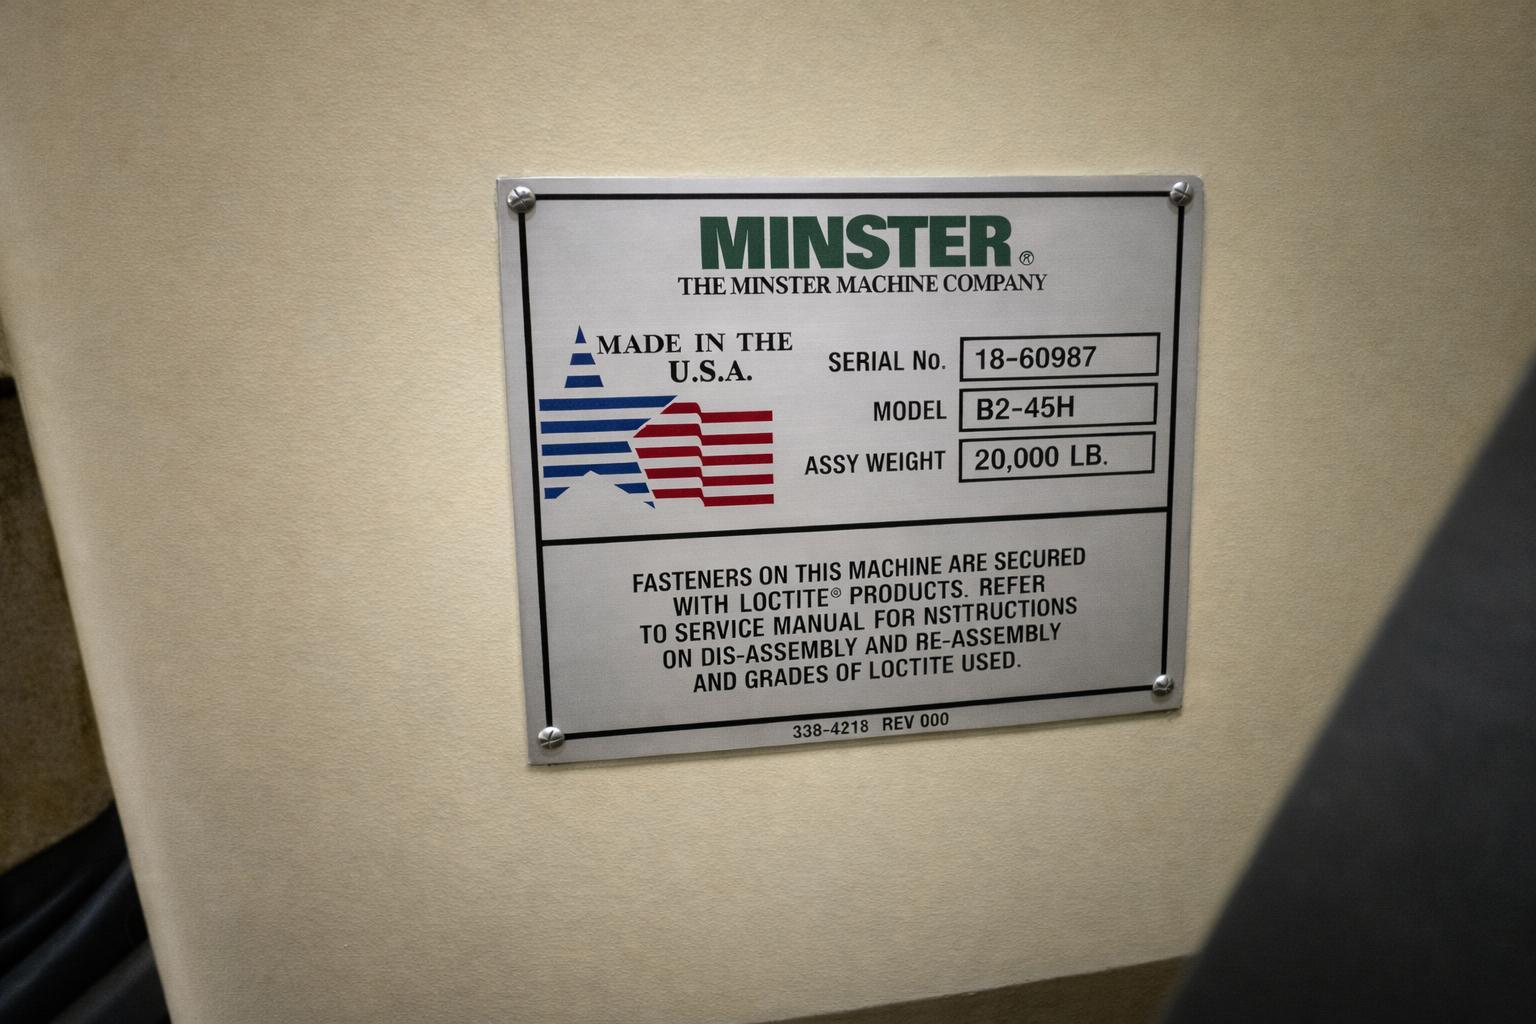 MINSTER®
THE MINSTER MACHINE COMPANY
MADE IN THE
U.S.A.
SERIAL No. 18-60987
MODEL B2-45H
ASSY WEIGHT 20,000 LB.
FASTENERS ON THIS MACHINE ARE SECURED
WITH LOCTITE® PRODUCTS. REFER
TO SERVICE MANUAL FOR NSTTRUCTIONS
ON DIS-ASSEMBLY AND RE-ASSEMBLY
AND GRADES OF LOCTITE USED.
338-4218 REV 000